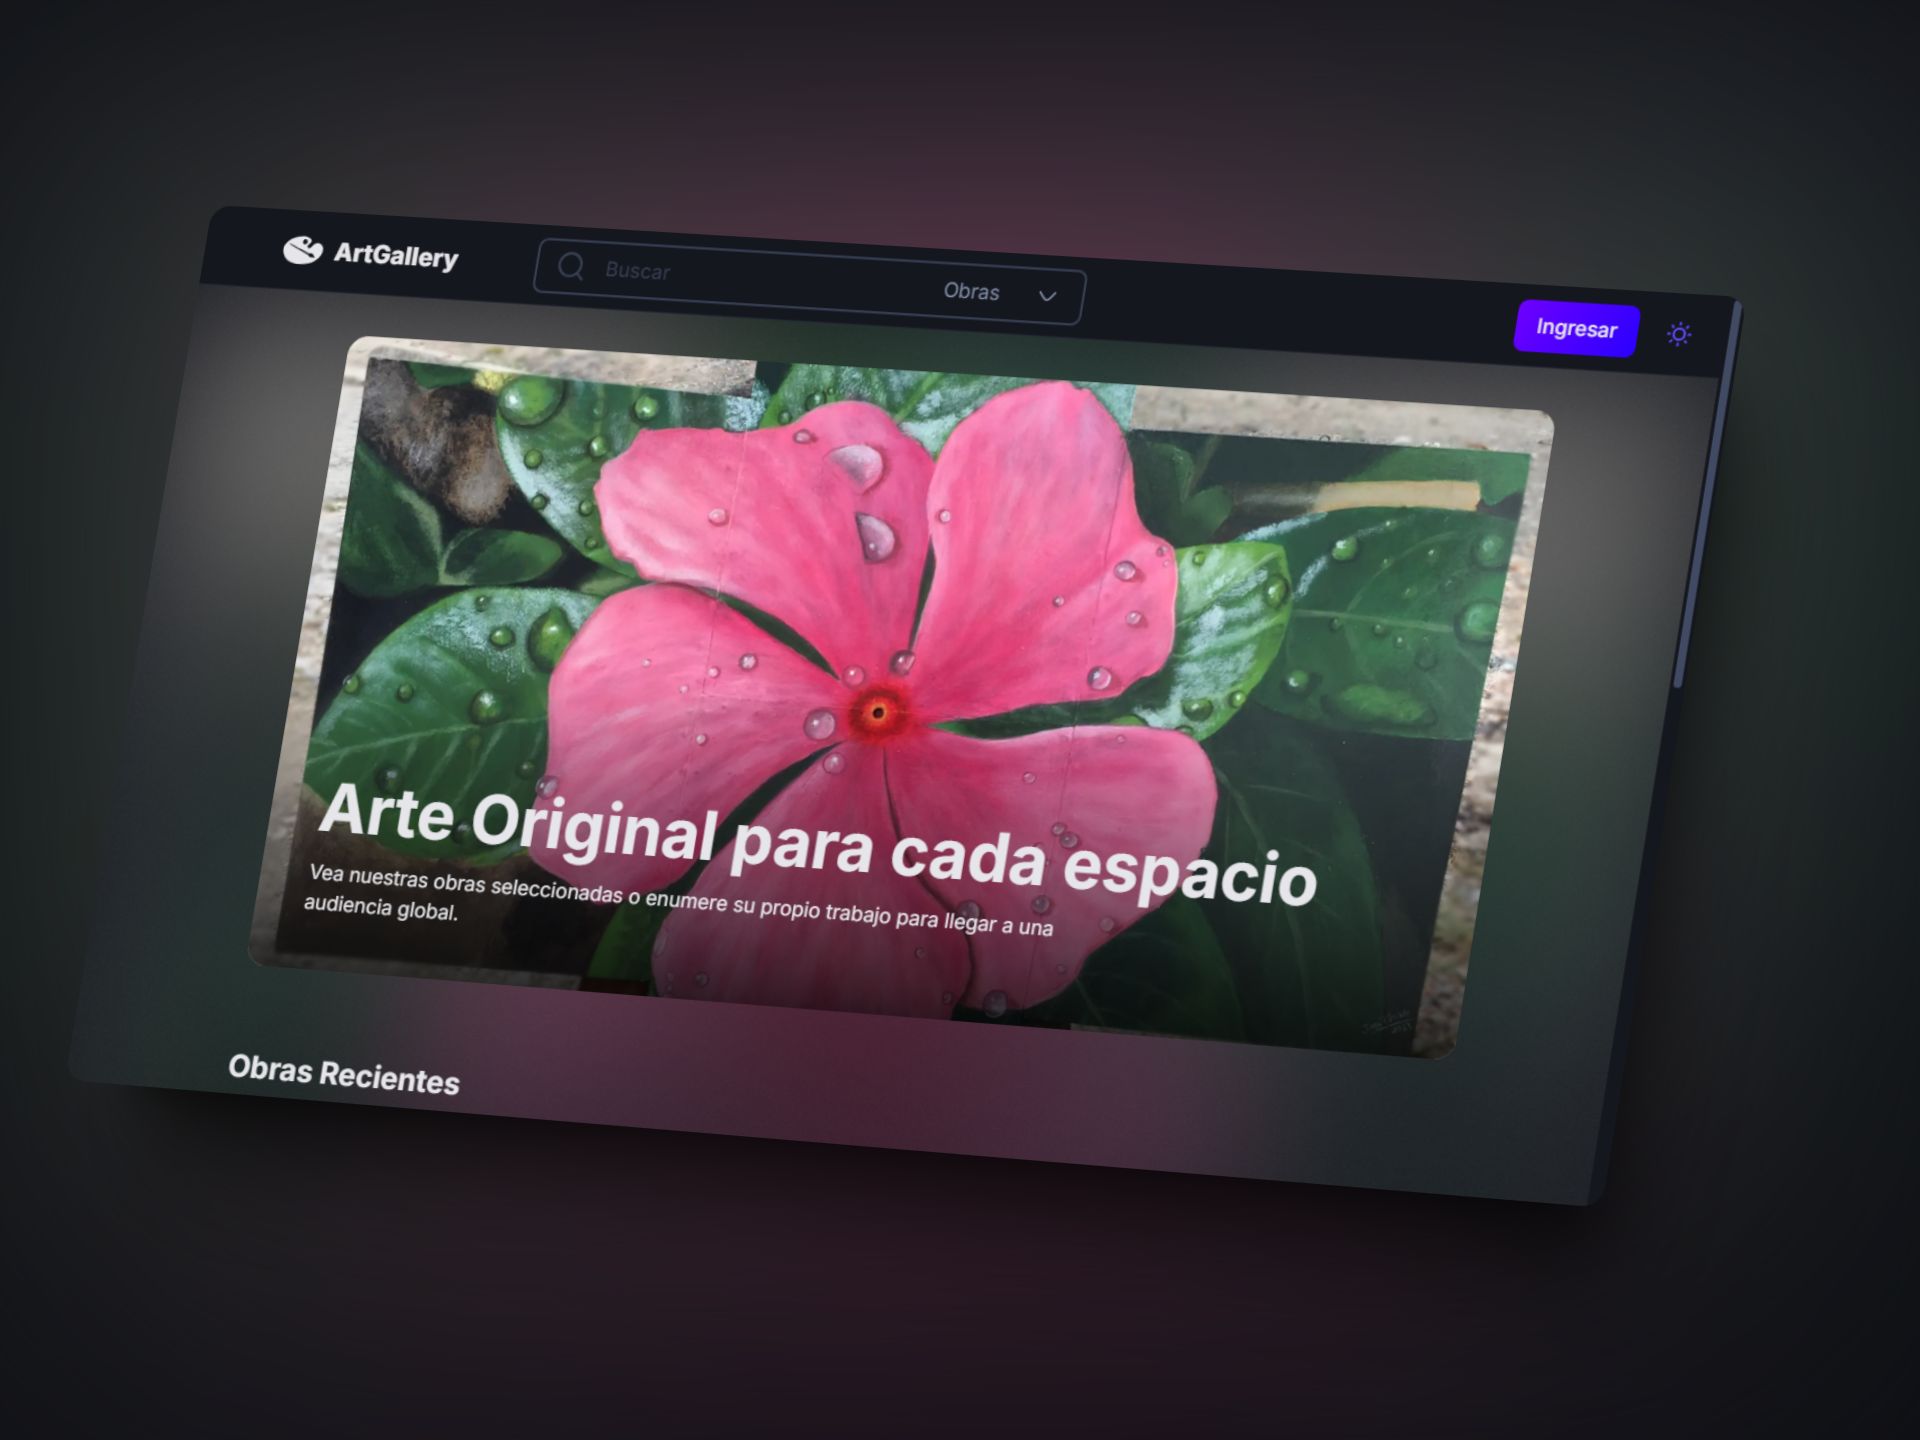 ArtGallery
Buscar
Obras
Ingresar
Arte Original para cada espacio
Vea nuestras obras seleccionadas o enumere su propio trabajo para llegar a una
audiencia global.
Obras Recientes